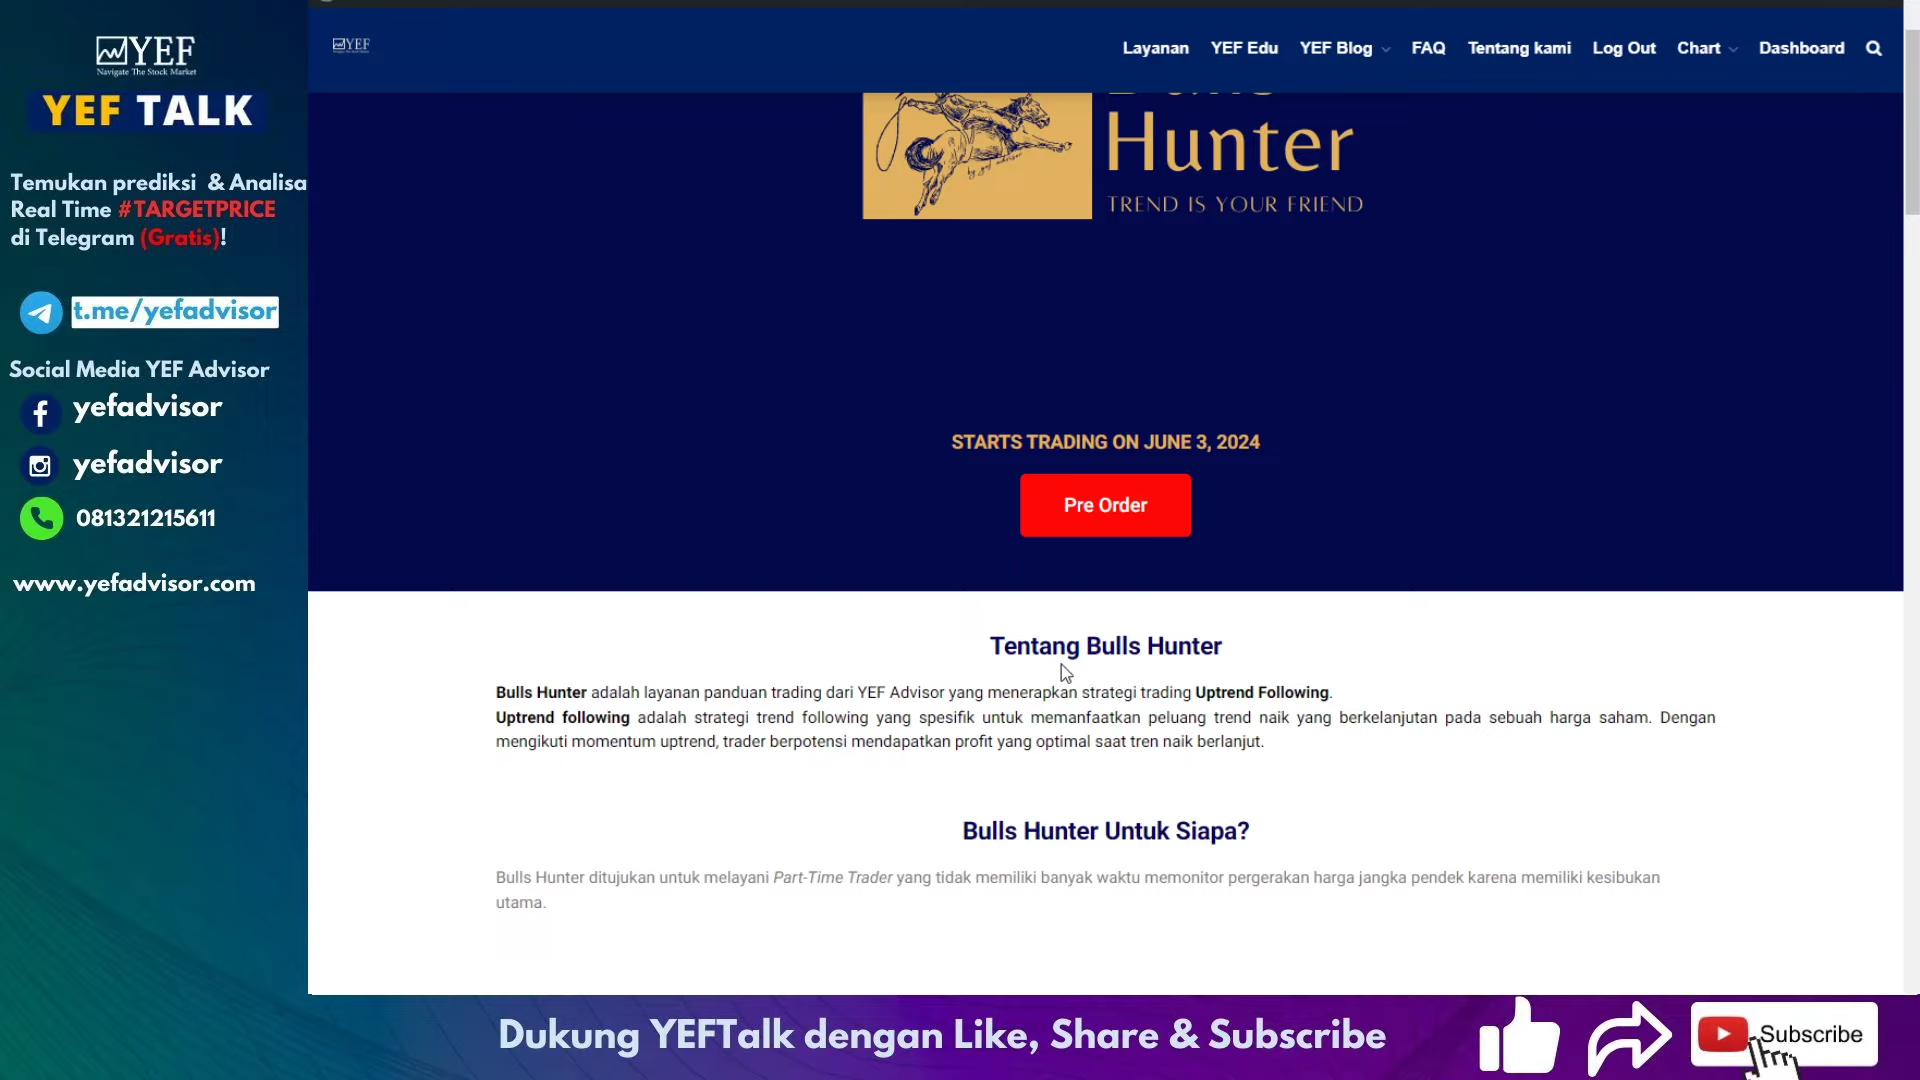 YEF
Navigate The Stock Market
YEF TALK
Temukan prediksi & Analisa
Real Time #TARGETPRICE
di Telegram (Gratis)!
t.me/yefadvisor
Social Media YEF Advisor
yefadvisor
yefadvisor
081321215611
www.yefadvisor.com
YEF
Layanan YEF Edu YEF Blog FAQ Tentang kami Log Out Chart Dashboard
Hunter
TREND IS YOUR FRIEND
STARTS TRADING ON JUNE 3, 2024
Pre Order
Tentang Bulls Hunter
Bulls Hunter adalah layanan panduan trading dari YEF Advisor yang menerapkan strategi trading Uptrend Following.
Uptrend following adalah strategi trend following yang spesifik untuk memanfaatkan peluang trend naik yang berkelanjutan pada sebuah harga saham. Dengan
mengikuti momentum uptrend, trader berpotensi mendapatkan profit yang optimal saat tren naik berlanjut.
Bulls Hunter Untuk Siapa?
Bulls Hunter ditujukan untuk melayani Part-Time Trader yang tidak memiliki banyak waktu memonitor pergerakan harga jangka pendek karena memiliki kesibukan
utama.
Dukung YEFTalk dengan Like, Share & Subscribe
Subscribe